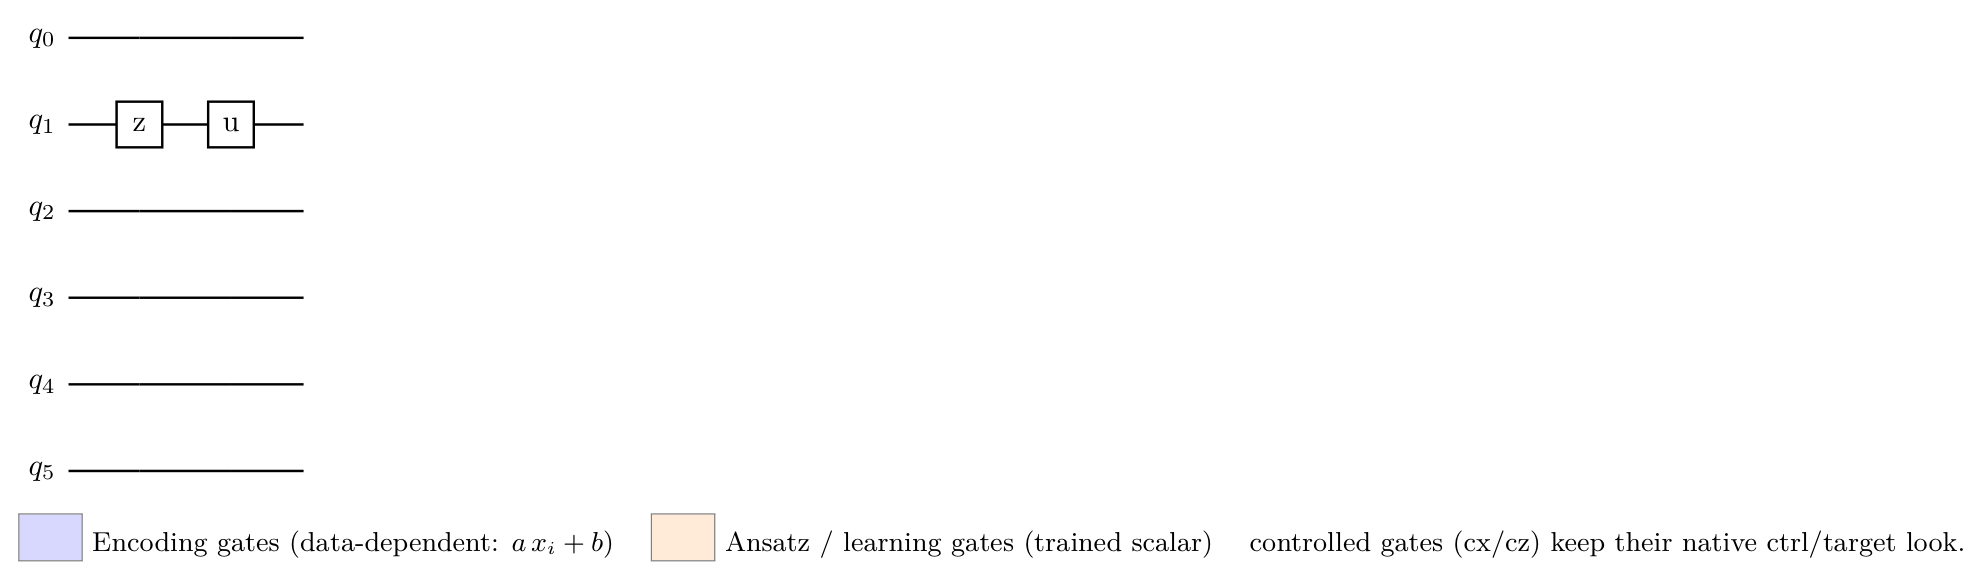 q0
q1 z u
q2
q3
q4
q5
Encoding gates (data-dependent: a xi + b) Ansatz / learning gates (trained scalar) controlled gates (cx/cz) keep their native ctrl/target look.